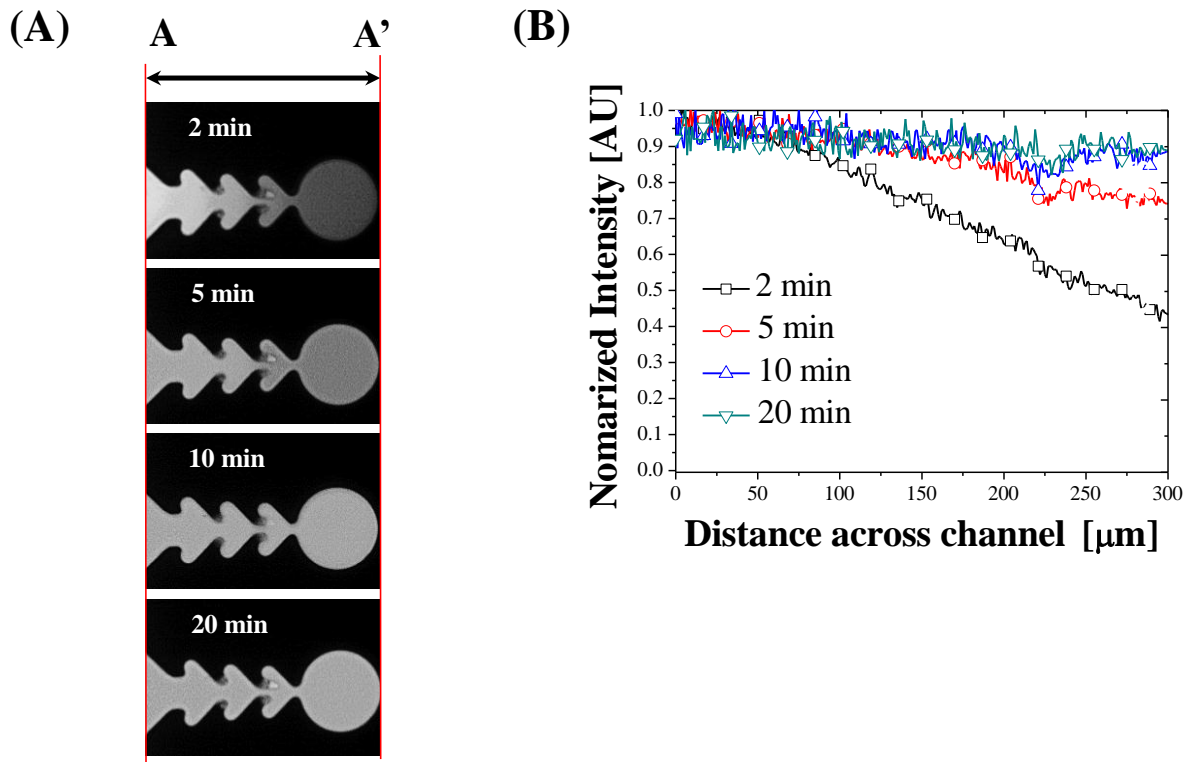 (A)
A A’
2 min
5 min
10 min
20 min
(B)
Nomarized Intensity [AU]
1.0
0.9
0.8
0.7
0.6
0.5
0.4
0.3
0.2
0.1
0.0
2 min
5 min
10 min
20 min
0 50 100 150 200 250 300
Distance across channel [μm]